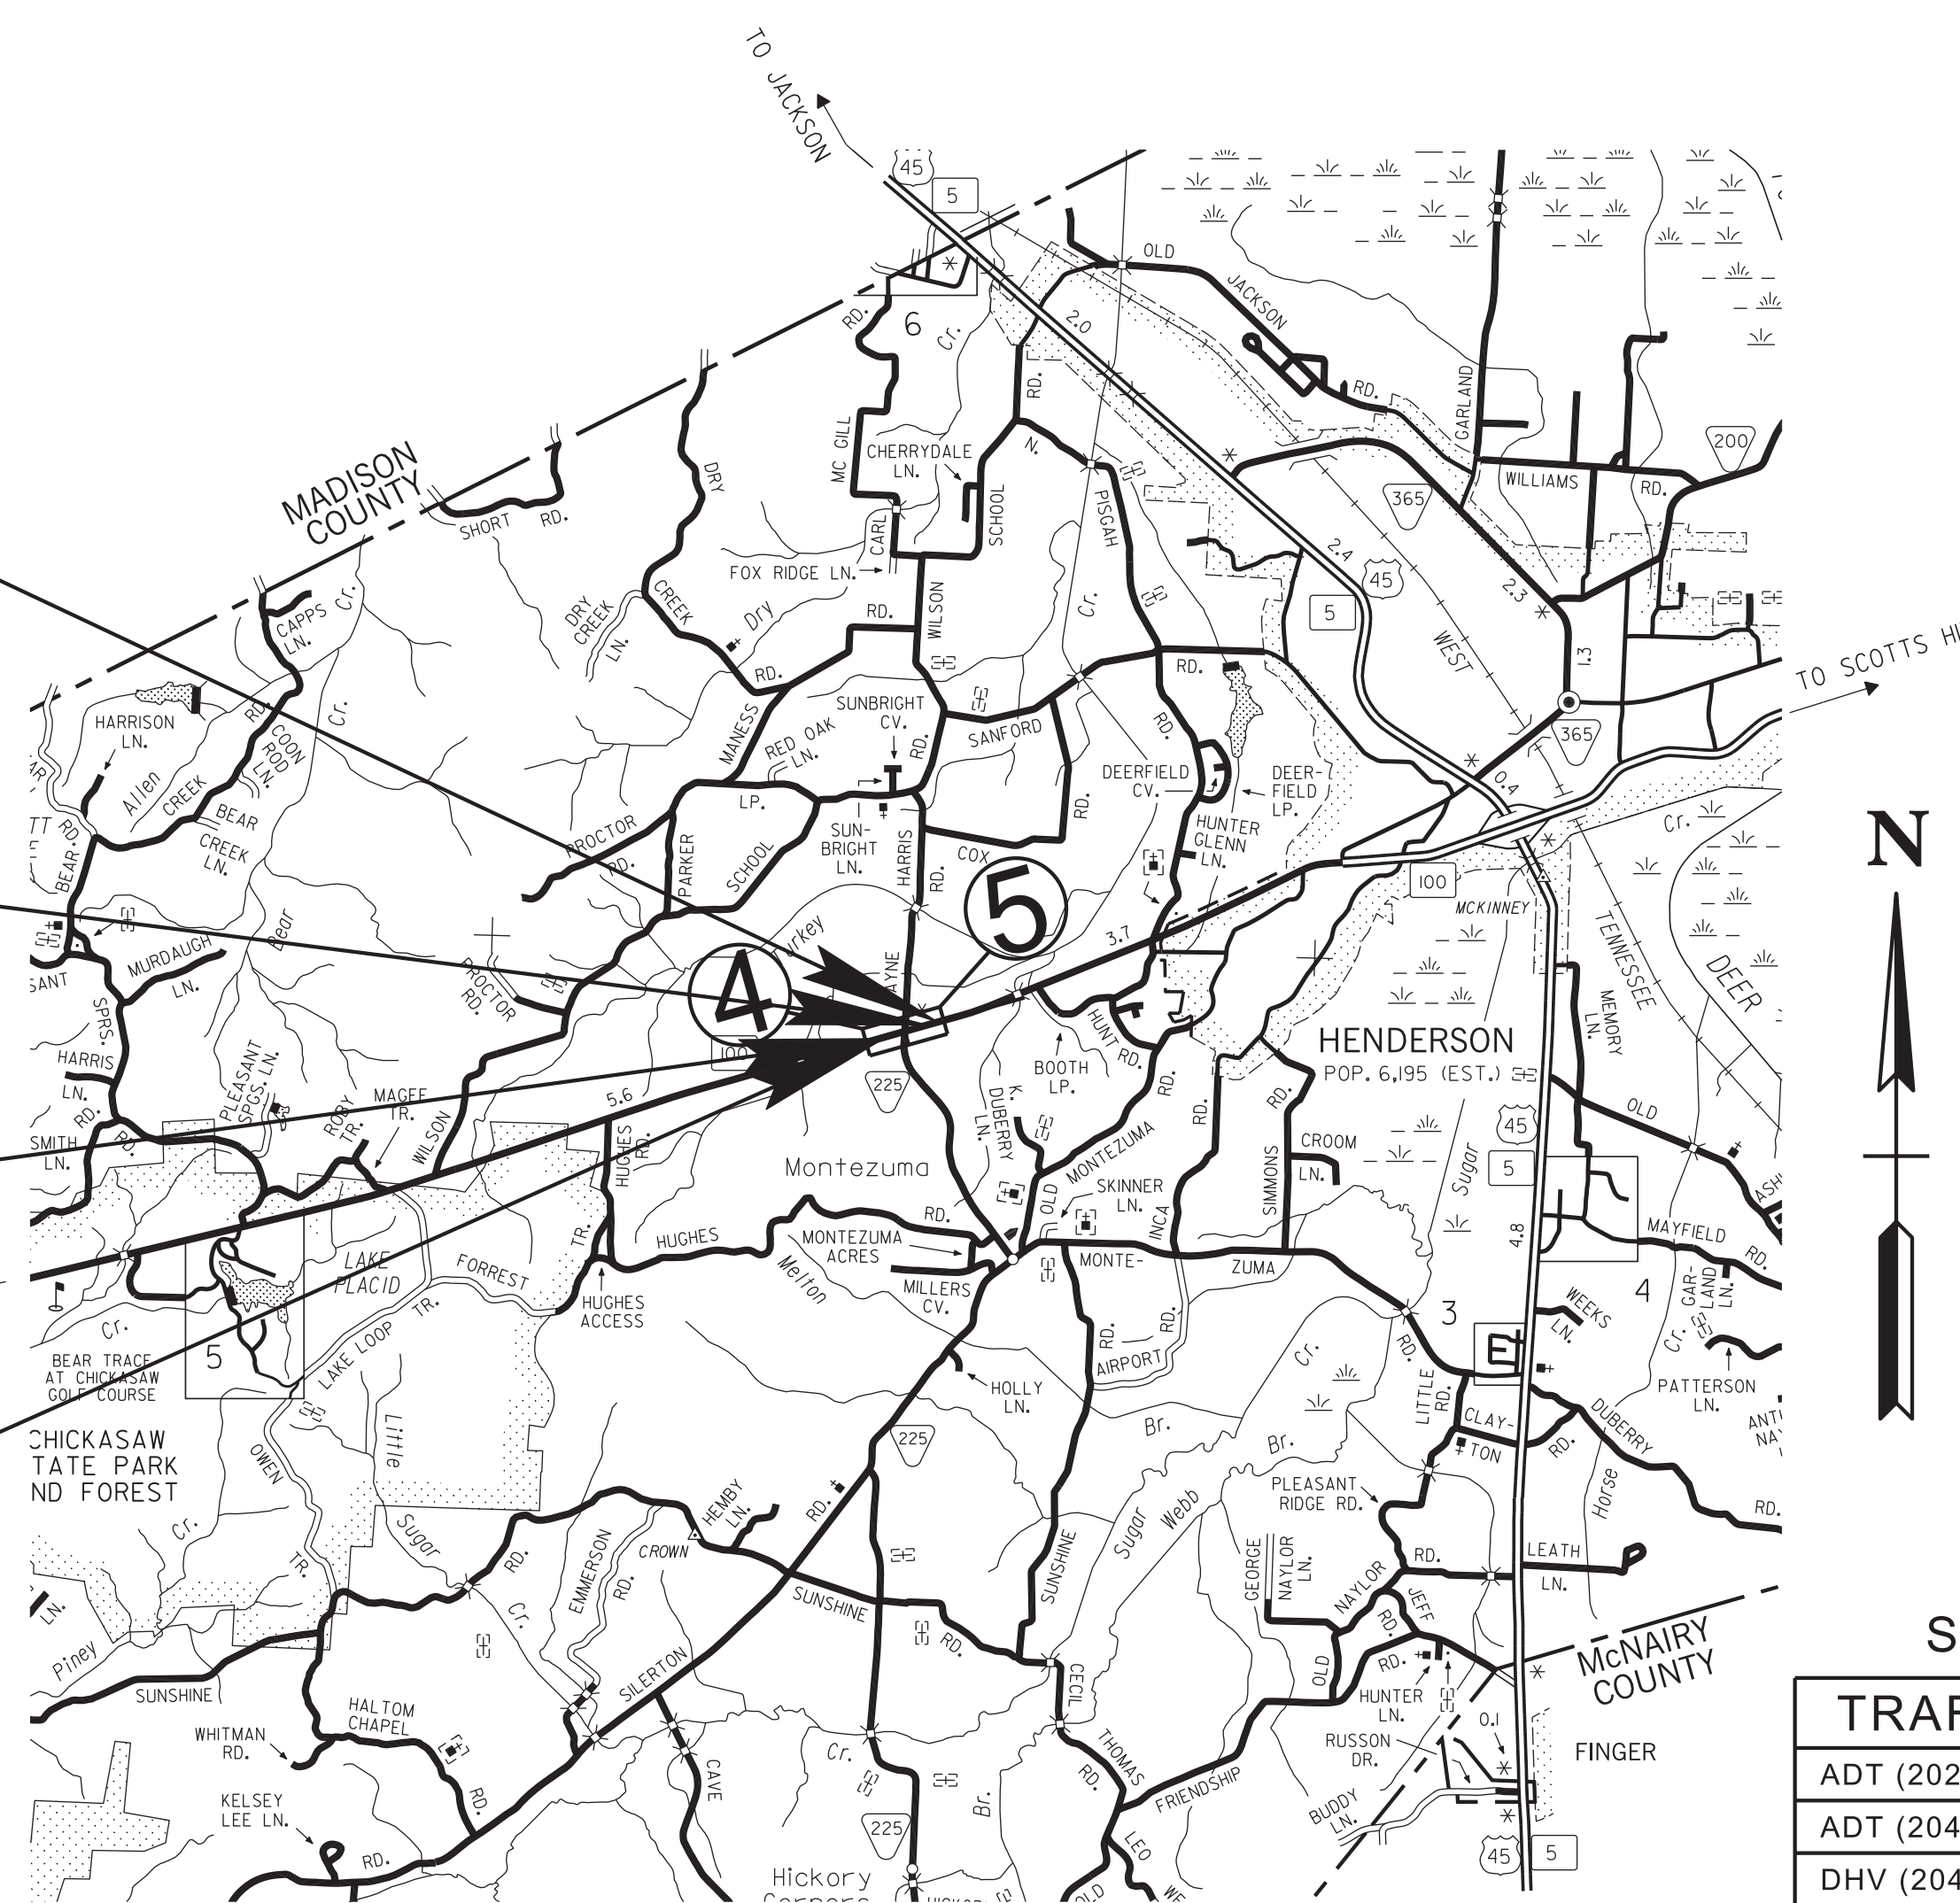 TO JACKSON
45
5
OLD
JACKSON
RD.
2.0
6
RD.
Cr.
RD.
MADISON
COUNTY
SHORT RD.
DRY
MC GILL
CHERRYDALE
LN.
N.
PISGAH
GARLAND
200
WILLIAMS RD.
365
CARL
SCHOOL
FOX RIDGE LN.
2.4
45
5
2.3
WEST
1.3
TO SCOTTS
CAPPS
LN.
Cr.
DRY
CREEK
LN.
CREEK
Dry
RD.
RD.
WILSON
Cr.
RD.
HARRISON
LN.
RD.
COON
ROD
LN.
Cr.
MANESS
RED OAK
LN.
SUNBRIGHT
CV.
RD.
SANFORD
RD.
DEERFIELD
CV.
DEER-
FIELD
LP.
365
0.4
Allen
CREEK
BEAR
CREEK
LN.
RD.
BEAR
PROCTOR
RD.
LP.
PARKER
SCHOOL
SUN-
BRIGHT
LN.
HARRIS
RD.
COX
RD.
HUNTER
GLENN
LN.
100
MCKINNEY
Cr.
N
5
4
3.7
Bear
MURDAUGH
LN.
SANT
SPRS.
PROCTOR
RD.
TENNESSEE
DEER
MEMORY
LN.
HENDERSON
POP. 6,195 (EST.)
HARRIS
LN.
RD.
PLEASANT
SPGS. LN.
ROBY
TR.
MAGEE
TR.
5.6
100
225
K.
DUBERRY
LN.
BOOTH
LP.
HUNT RD.
RD.
RD.
RD.
45
5
OLD
SMITH
LN.
RD.
WILSON
HUGHES
RD.
Montezuma
MONTEZUMA
OLD
SKINNER
LN.
INCA
SIMMONS
CROOM
LN.
Sugar
4.8
MAYFIELD
RD.
LAKE
PLACID
FORREST
TR.
HUGHES
RD.
MONTEZUMA
ACRES
MILLERS
CV.
Melton
MONTE-
ZUMA
HUGHES
ACCESS
LAKE LOOP TR.
Cr.
5
BEAR TRACE
AT CHICKASAW
GOLF COURSE
RD.
RD.
AIRPORT
Cr.
RD.
3
4
WEEKS
LN.
GAR-
LAND
LN.
Cr.
PATTERSON
LN.
HOLLY
LN.
LITTLE
RD.
CLAY-
TON
RD.
DUBERRY
RD.
CHICKASAW
TATE PARK
ND FOREST
OWEN
TR.
Little
Sugar
Cr.
225
Br.
Br.
PLEASANT
RIDGE RD.
Horse
Cr.
RD.
HEMBY
LN.
CROWN
RD.
EMMERSON
RD.
SUNSHINE
RD.
SUNSHINE
Sugar
Webb
GEORGE
NAYLOR
LN.
NAYLOR
RD.
JEFF
RD.
LEATH
LN.
LN.
Piney
SUNSHINE
SILERTON
CECIL
OLD
RD.
McNAIRY
COUNTY
HUNTER
LN.
0.1
RUSSON
DR.
FINGER
HALTOM
CHAPEL
RD.
WHITMAN
RD.
CAVE
Cr.
THOMAS
RD.
FRIENDSHIP
BUDDY
LN.
KELSEY
LEE LN.
RD.
225
Br.
LEO
OLD
45
5
Hickory
S
TRAF
ADT (202
ADT (204
DHV (204